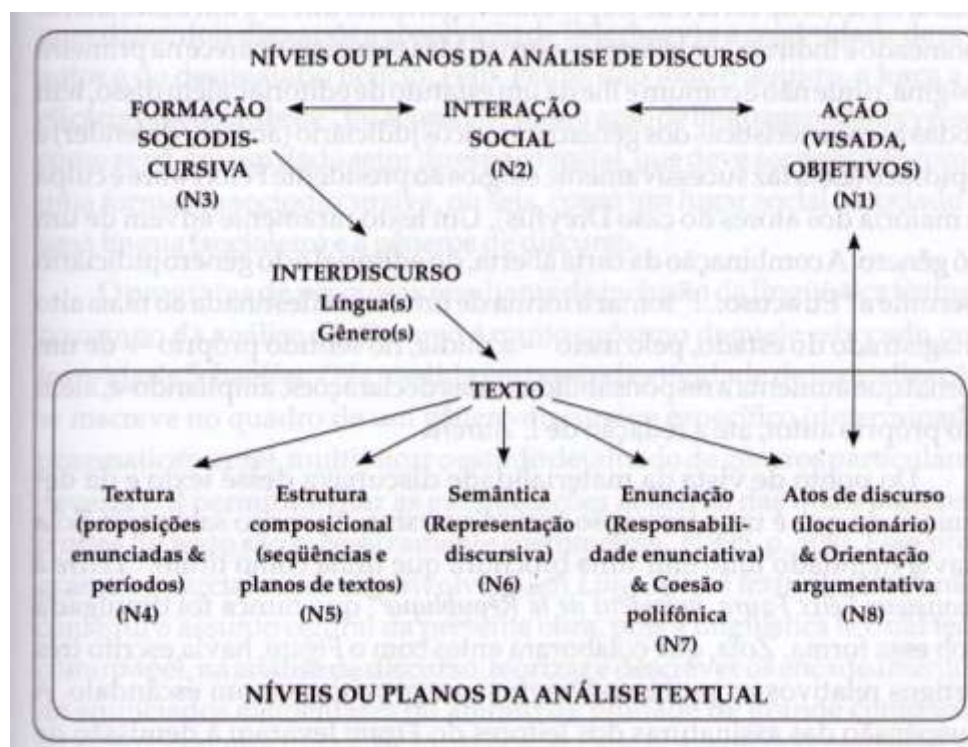 NÍVEIS OU PLANOS DA ANÁLISE DE DISCURSO
FORMAÇÃO
SOCIODIS-
CURSIVA
(N3)
INTERAÇÃO
SOCIAL
(N2)
AÇÃO
(VISADA,
OBJETIVOS)
(N1)
INTERDISCURSO
Língua(s)
Gênero(s)
TEXTO
Textura
(proposições
enunciadas &
períodos)
(N4)
Estrutura
composicional
(seqüências e
planos de textos)
(N5)
Semântica
(Representação
discursiva)
(N6)
Enunciação
(Responsabili-
dade enunciativa)
& Coesão
polifônica
(N7)
Atos de discurso
(ilocucionário)
& Orientação
argumentativa
(N8)
NÍVEIS OU PLANOS DA ANÁLISE TEXTUAL